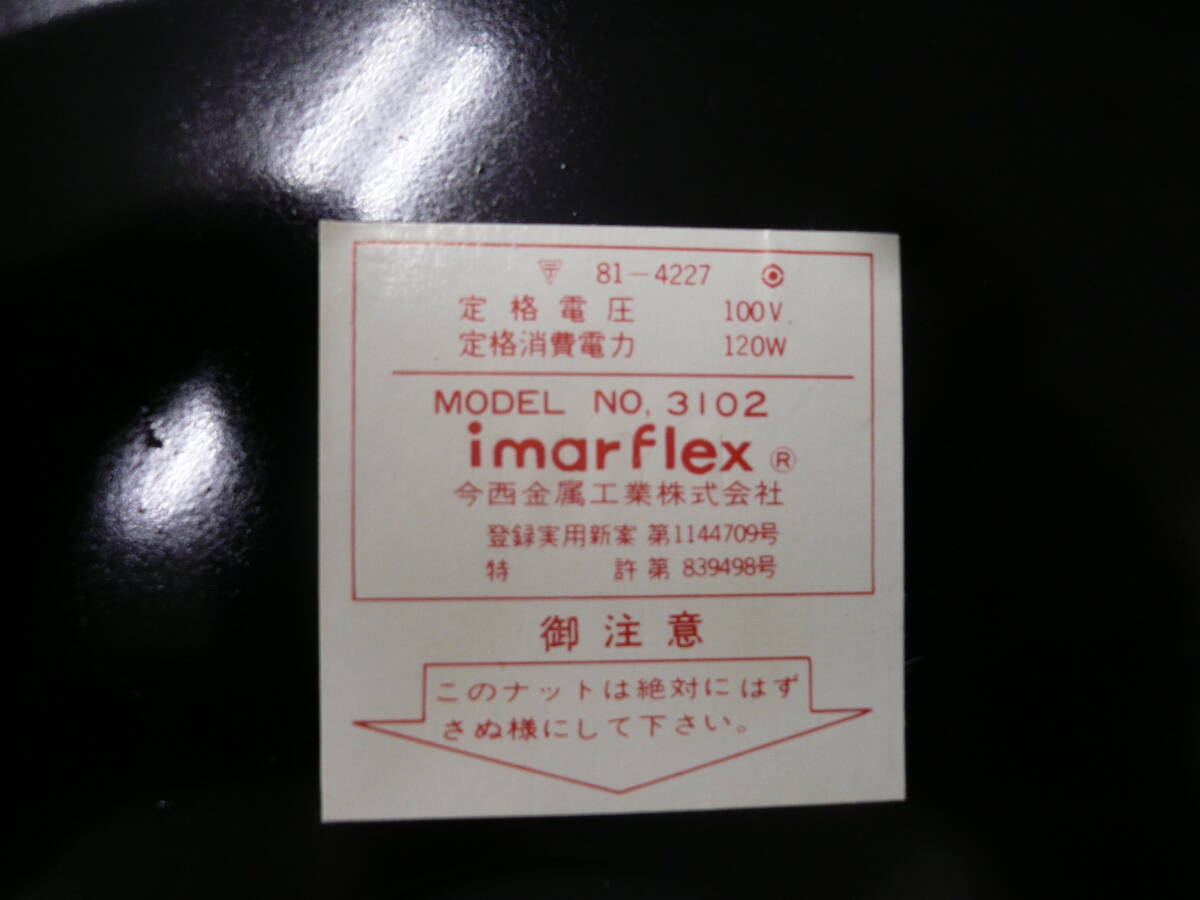 〒 81-4227
定格電圧 100V
定格消費電力 120W
MODEL NO. 3102
imarflex ®
今西金属工業株式会社
登録実用新案 第1144709号
特許第 839498号
御注意
このナットは絶対にはず
さぬ様にして下さい。